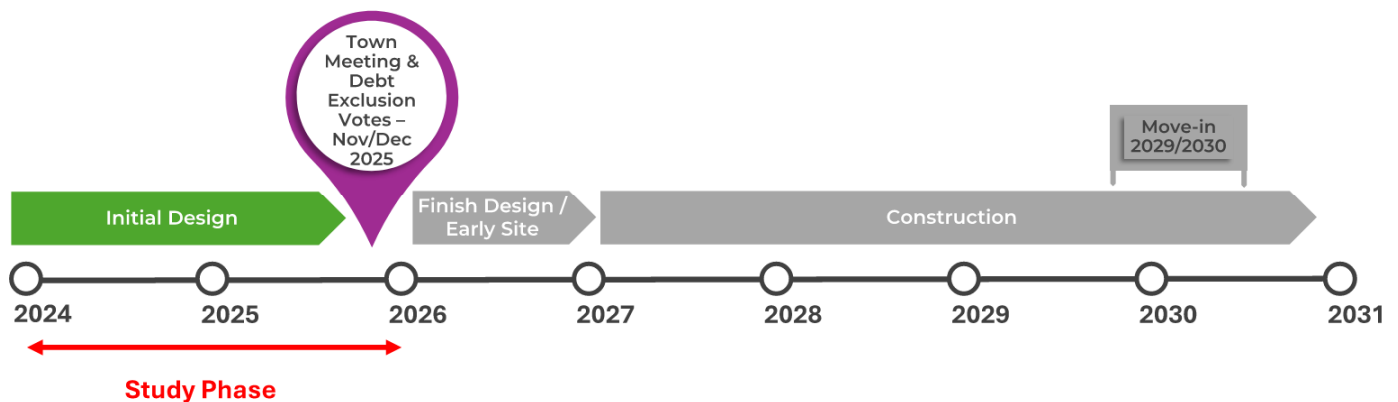 Town
Meeting &
Debt
Exclusion
Votes –
Nov/Dec
2025
Move-in
2029/2030
Initial Design
Finish Design /
Early Site
Construction
2024
2025
2026
2027
2028
2029
2030
2031
Study Phase